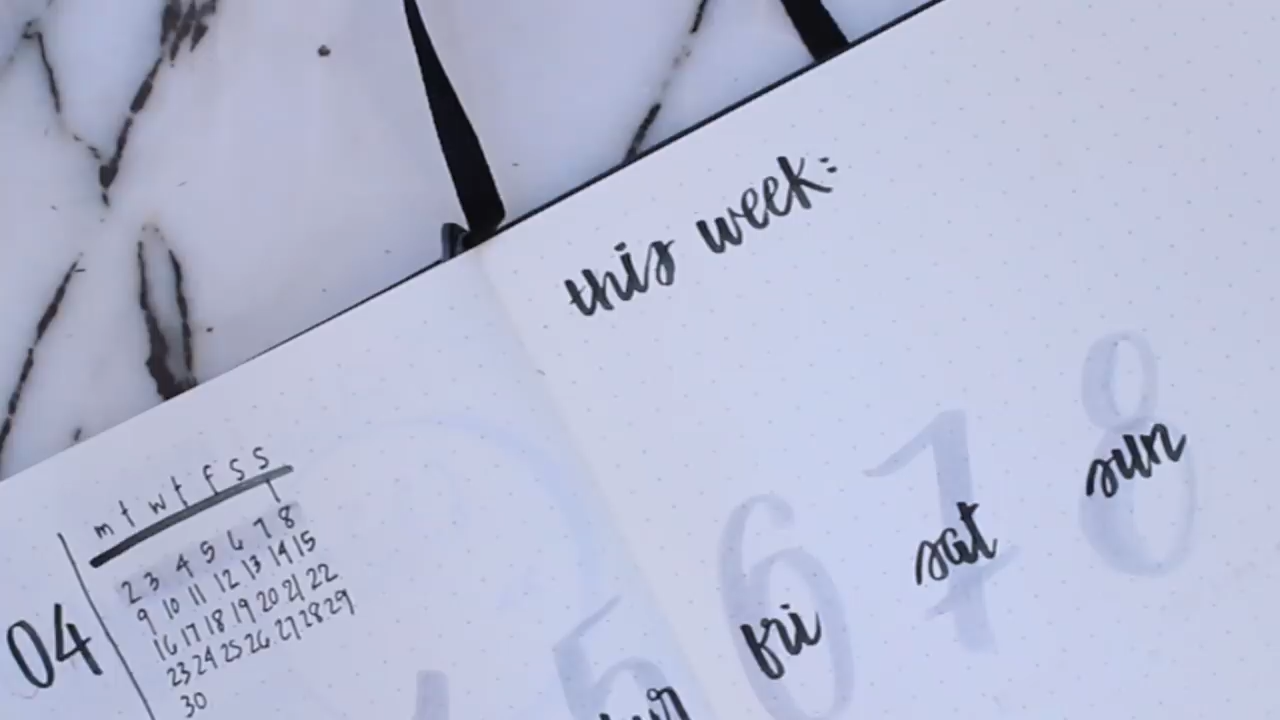 this week:
m t w t f s s
1
2 3 4 5 6 7 8
9 10 11 12 13 14 15
16 17 18 19 20 21 22
23 24 25 26 27 28 29
30
04
5
6 fri
7 sat
8 sun